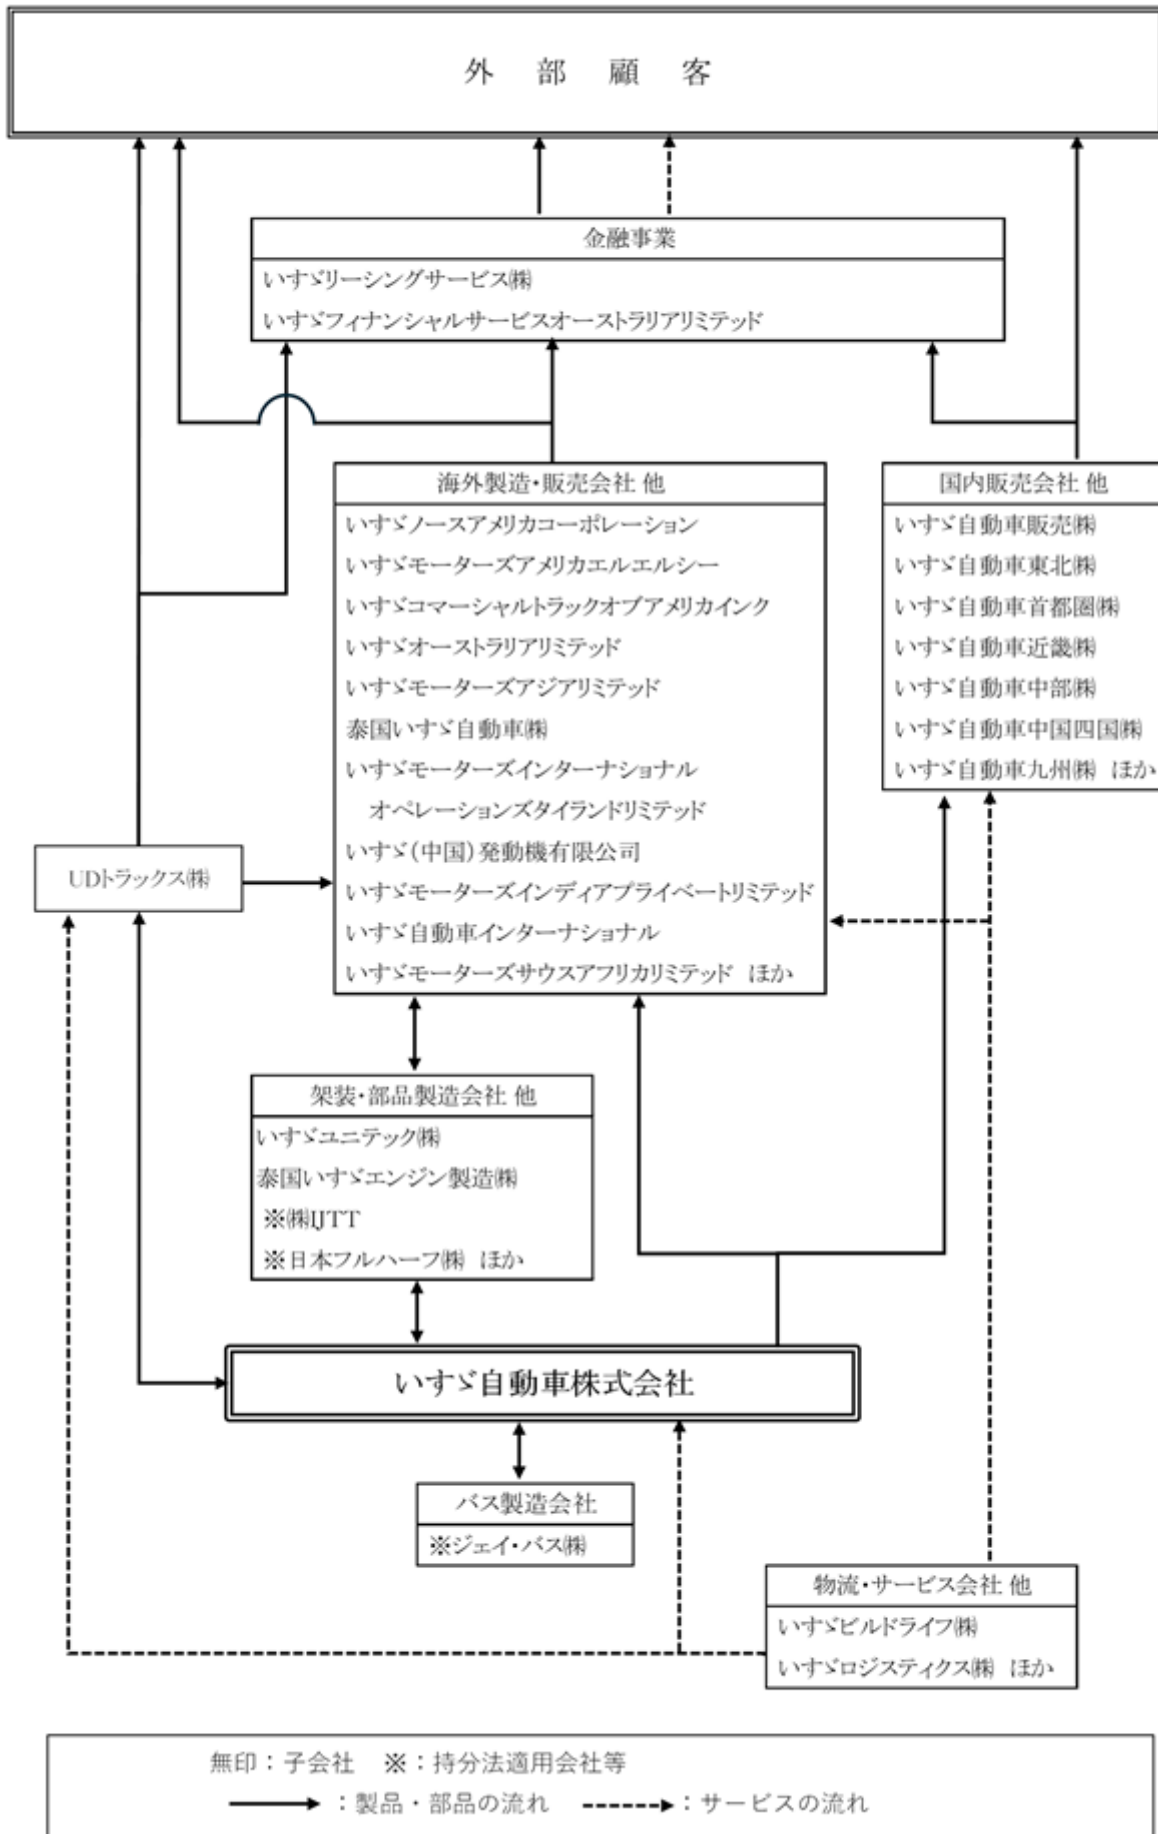 外部顧客
金融事業
いすゞリーシングサービス㈱
いすゞフィナンシャルサービスオーストラリアリミテッド
海外製造・販売会社 他
いすゞノースアメリカコーポレーション
いすゞモーターズアメリカエルエルシー
いすゞコマーシャルトラックオブアメリカインク
いすゞオーストラリアリミテッド
いすゞモーターズアジアリミテッド
泰国いすゞ自動車㈱
いすゞモーターズインターナショナル
オペレーションズタイランドリミテッド
いすゞ(中国)発動機有限公司
いすゞモーターズインディアプライベートリミテッド
いすゞ自動車インターナショナル
いすゞモーターズサウスアフリカリミテッド ほか
国内販売会社 他
いすゞ自動車販売㈱
いすゞ自動車東北㈱
いすゞ自動車首都圏㈱
いすゞ自動車近畿㈱
いすゞ自動車中部㈱
いすゞ自動車中国四国㈱
いすゞ自動車九州㈱ ほか
UDトラックス㈱
架装・部品製造会社 他
いすゞユニテック㈱
泰国いすゞエンジン製造㈱
※㈱IJTT
※日本フルハーフ㈱ ほか
いすゞ自動車株式会社
バス製造会社
※ジェイ・バス㈱
物流・サービス会社 他
いすゞビルドライフ㈱
いすゞロジスティクス㈱ ほか
無印：子会社 ※：持分法適用会社等
：製品・部品の流れ ：サービスの流れ